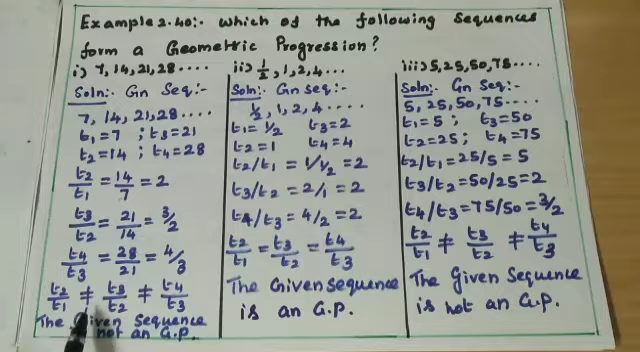 Example 2.40:- Which of the following sequences
form a Geometric Progression?
i) 7, 14, 21, 28 ....
Soln:- Gn Seq:-
7, 14, 21, 28 ....
t1=7 ; t3=21
t2=14 ; t4=28
t2/t1 = 14/7 = 2
t3/t2 = 21/14 = 3/2
t4/t3 = 28/21 = 4/3
t2/t1 ≠ t3/t2 ≠ t4/t3
The Given Sequence
not an G.P.
ii) 1/2, 1, 2, 4 ...
Soln:- Gn Seq:-
1/2, 1, 2, 4 ....
t1=1/2 t3=2
t2=1 t4=4
t2/t1 = 1/1/2 = 2
t3/t2 = 2/1 = 2
t4/t3 = 4/2 = 2
t2/t1 = t3/t2 = t4/t3
The Given Sequence
is an G.P.
iii) 5, 25, 50, 75 ....
Soln:- Gn Seq:-
5, 25, 50, 75 ....
t1=5 ; t3=50
t2=25 ; t4=75
t2/t1=25/5=5
t3/t2=50/25=2
t4/t3=75/50=3/2
t2/t1 ≠ t3/t2 ≠ t4/t3
The Given Sequence
is not an G.P.